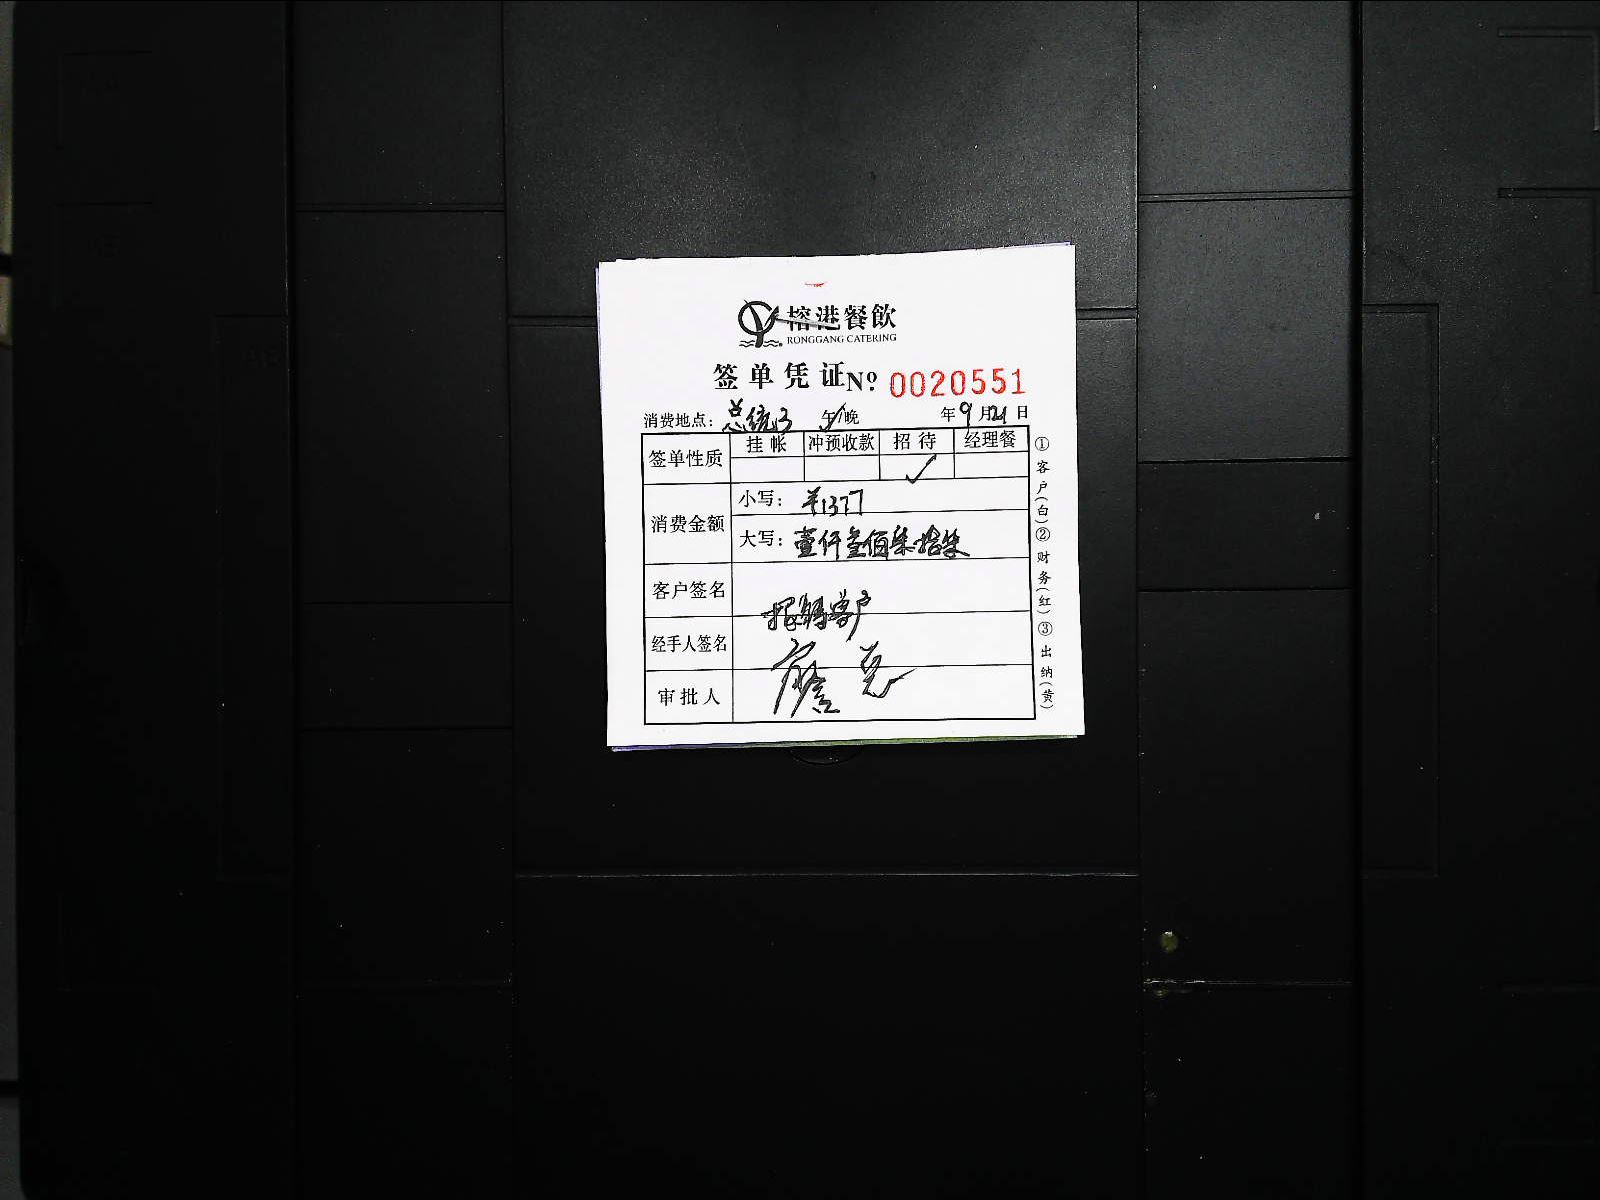 榕港餐飲
RONGGANG CATERING
签单凭证 № 0020551
消费地点：总统3 午/晚 年9月21日
签单性质 挂帐 冲预收款 招待 经理餐
✓
消费金额 小写：¥1377
大写：壹仟叁佰柒拾柒
客户签名
客户
经手人签名
审批人
总
①客户(白)②财务(红)③出纳(黄)